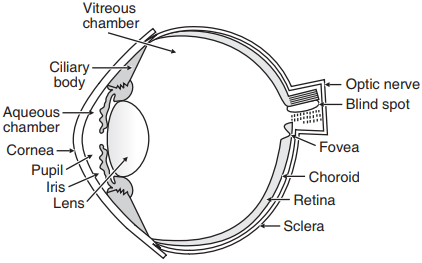 Vitreous
chamber
Ciliary
body
Aqueous
chamber
Cornea
Pupil
Iris
Lens
Optic nerve
Blind spot
Fovea
Choroid
Retina
Sclera